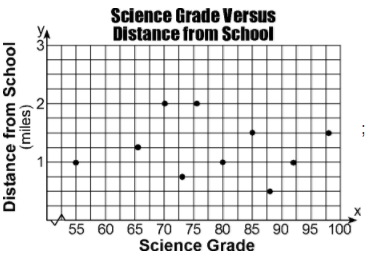 Science Grade Versus
Distance from School
y
3
2
1
Distance from School
(miles)
;
x
55 60 65 70 75 80 85 90 95 100
Science Grade